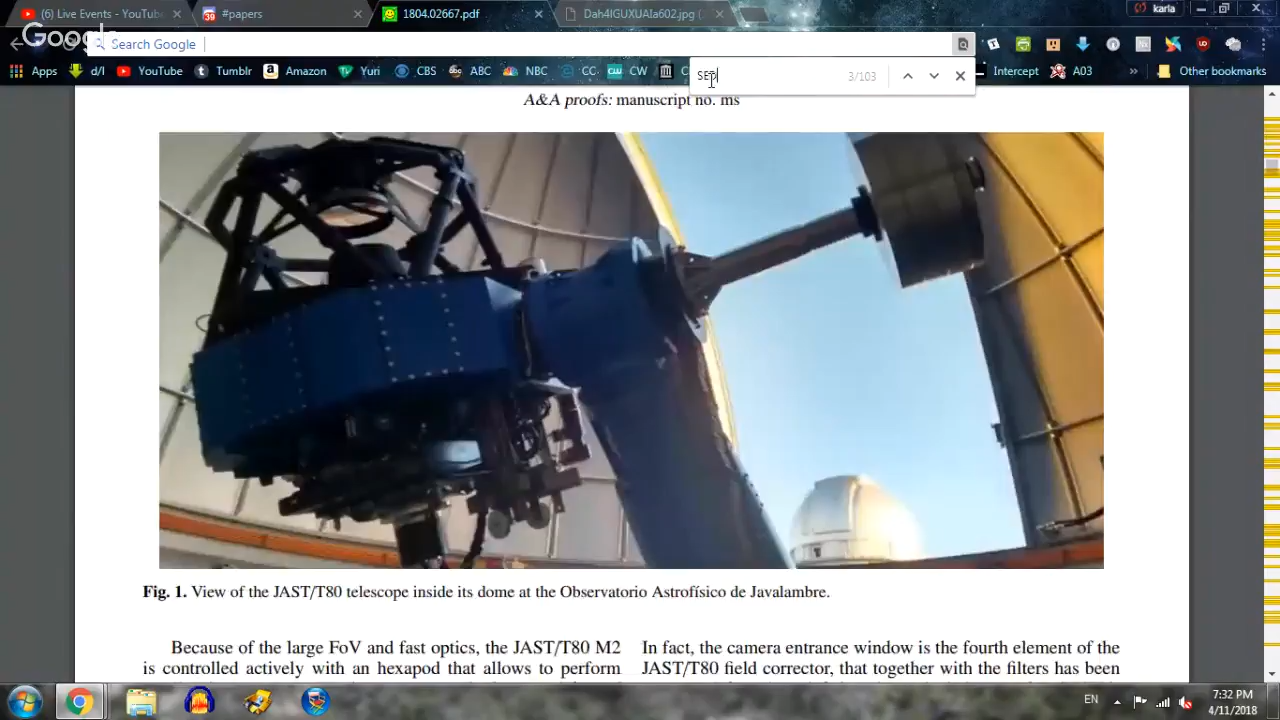 (6) Live Events - YouTube
39 #papers
1804.02667.pdf
Dah4IGUXUAIa602.jpg (
karla
Google
Search Google
Apps d/l YouTube Tumblr Amazon Yuri CBS ABC NBC CC CW Intercept A03 » Other bookmarks
SEP 3/103
A&A proofs: manuscript no. ms
Fig. 1. View of the JAST/T80 telescope inside its dome at the Observatorio Astrofísico de Javalambre.
Because of the large FoV and fast optics, the JAST/T80 M2
is controlled actively with an hexapod that allows to perform
In fact, the camera entrance window is the fourth element of the
JAST/T80 field corrector, that together with the filters has been
EN
7:32 PM
4/11/2018